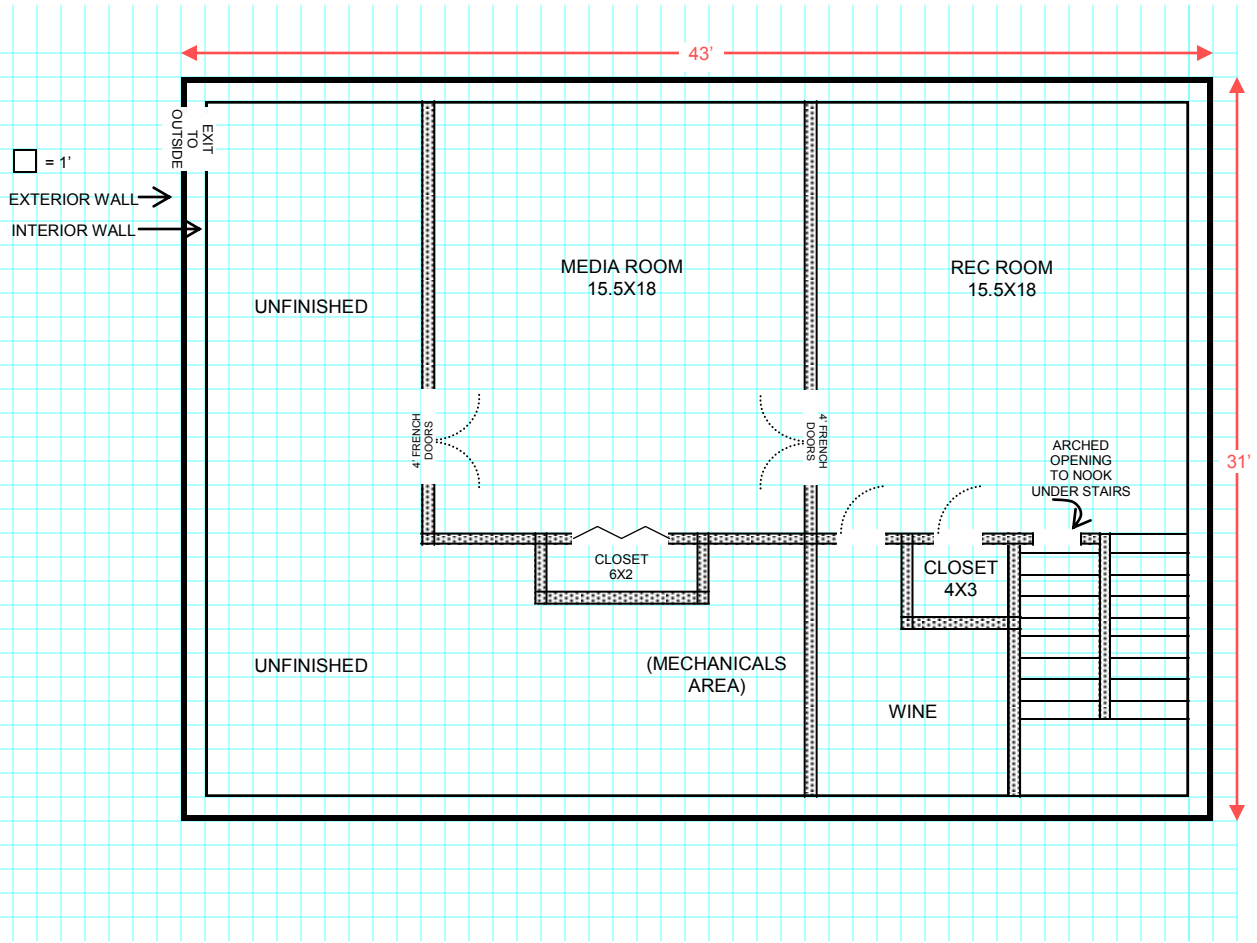 43’
EXIT
TO
OUTSIDE
= 1’
EXTERIOR WALL
INTERIOR WALL
MEDIA ROOM
15.5X18
REC ROOM
15.5X18
UNFINISHED
4’ FRENCH
DOORS
4’ FRENCH
DOORS
ARCHED
OPENING
TO NOOK
UNDER STAIRS
31’
CLOSET
6X2
CLOSET
4X3
UNFINISHED
(MECHANICALS
AREA)
WINE